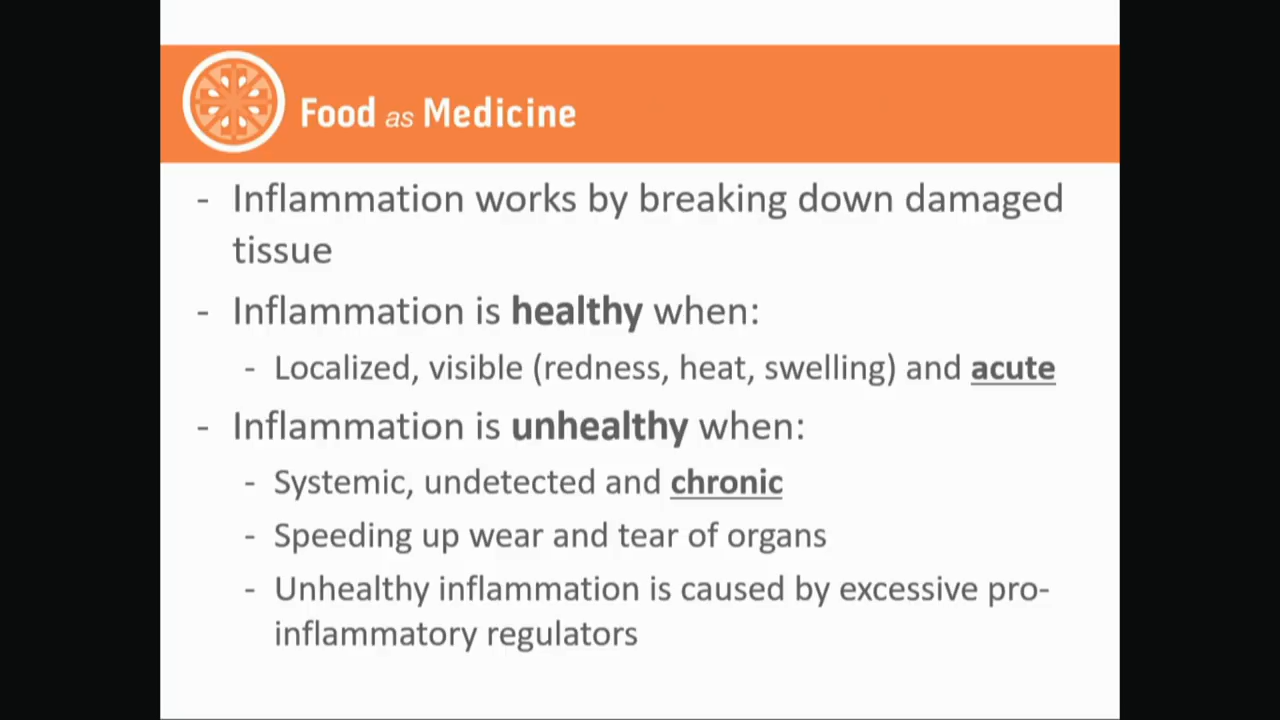 Food as Medicine
- Inflammation works by breaking down damaged
tissue
- Inflammation is healthy when:
- Localized, visible (redness, heat, swelling) and acute
- Inflammation is unhealthy when:
- Systemic, undetected and chronic
- Speeding up wear and tear of organs
- Unhealthy inflammation is caused by excessive pro-
inflammatory regulators